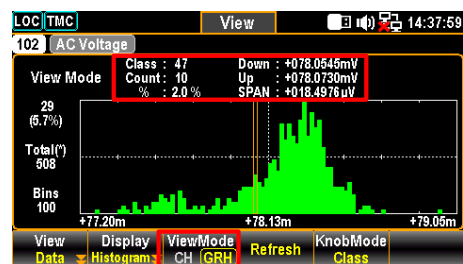 LOC TMC View 14:37:59
102 AC Voltage
View Mode
Class : 47 Down : +078.0545mV
Count : 10 Up : +078.0730mV
% : 2.0 % SPAN : +018.4976µV
29
(5.7%)
Total(*)
508
Bins
100
+77.20m +78.13m +79.05m
View Display ViewMode Refresh KnobMode
Data Histogram CH GRH Class